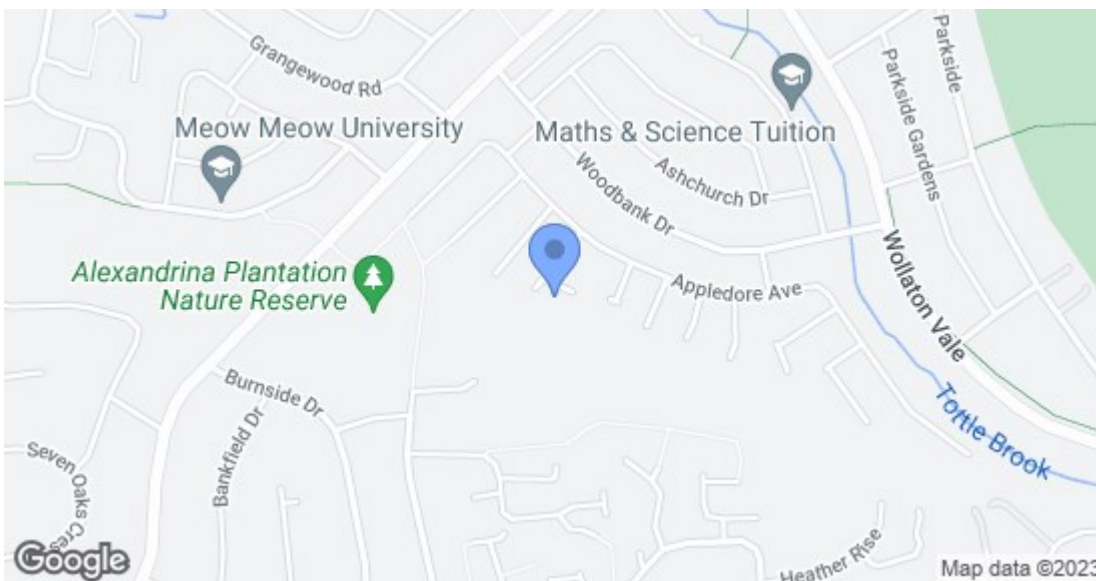 Grangewood Rd
Parkside
Parkside Gardens
Meow Meow University
Maths & Science Tuition
Ashchurch Dr
Woodbank Dr
Wollaton Vale
Alexandrina Plantation
Nature Reserve
Appledore Ave
Burnside Dr
Bankfield Dr
Tottle Brook
Seven Oaks Cres
Heather Rise
Google
Map data ©2023